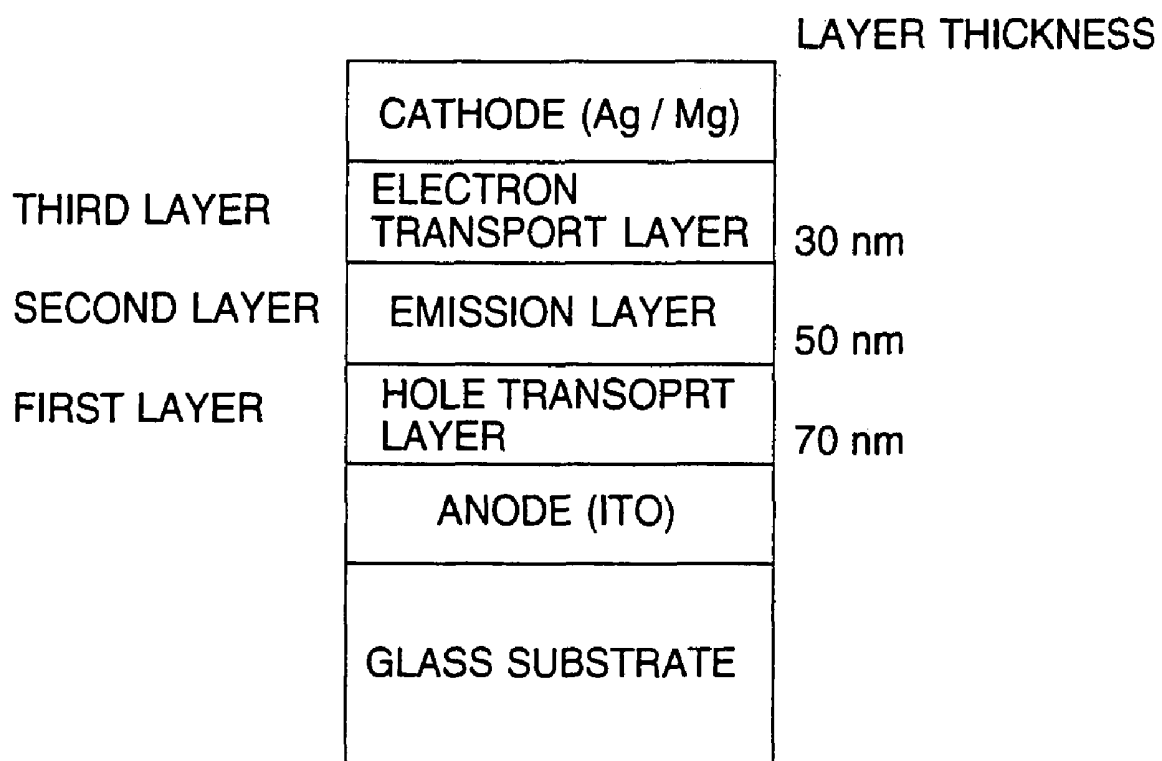 LAYER THICKNESS
CATHODE (Ag / Mg)
THIRD LAYER
ELECTRON
TRANSPORT LAYER
30 nm
SECOND LAYER
EMISSION LAYER
50 nm
FIRST LAYER
HOLE TRANSOPRT
LAYER
70 nm
ANODE (ITO)
GLASS SUBSTRATE